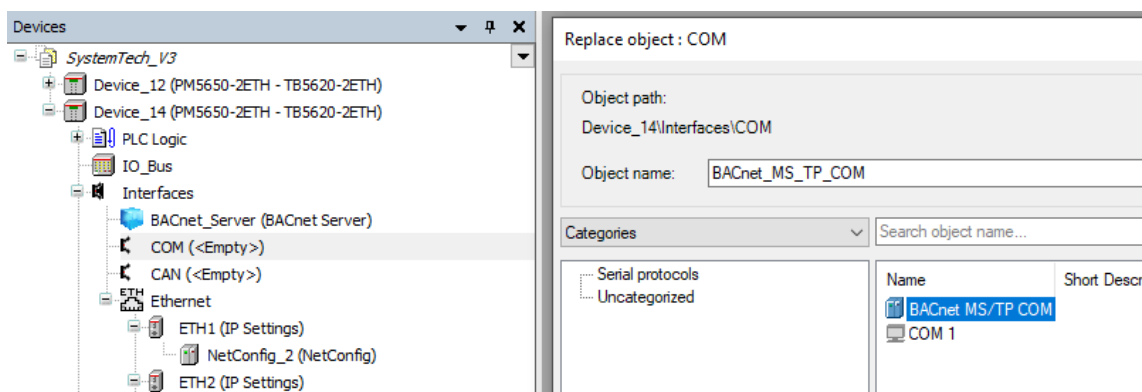 Devices
SystemTech_V3
Device_12 (PM5650-2ETH - TB5620-2ETH)
Device_14 (PM5650-2ETH - TB5620-2ETH)
PLC Logic
IO_Bus
Interfaces
BACnet_Server (BACnet Server)
COM (<Empty>)
CAN (<Empty>)
ETH
Ethernet
ETH1 (IP Settings)
NetConfig_2 (NetConfig)
ETH2 (IP Settings)
Replace object : COM
Object path:
Device_14\Interfaces\COM
Object name: BACnet_MS_TP_COM
Categories
Search object name...
Serial protocols
Uncategorized
Name Short Descr
BACnet MS/TP COM
COM 1